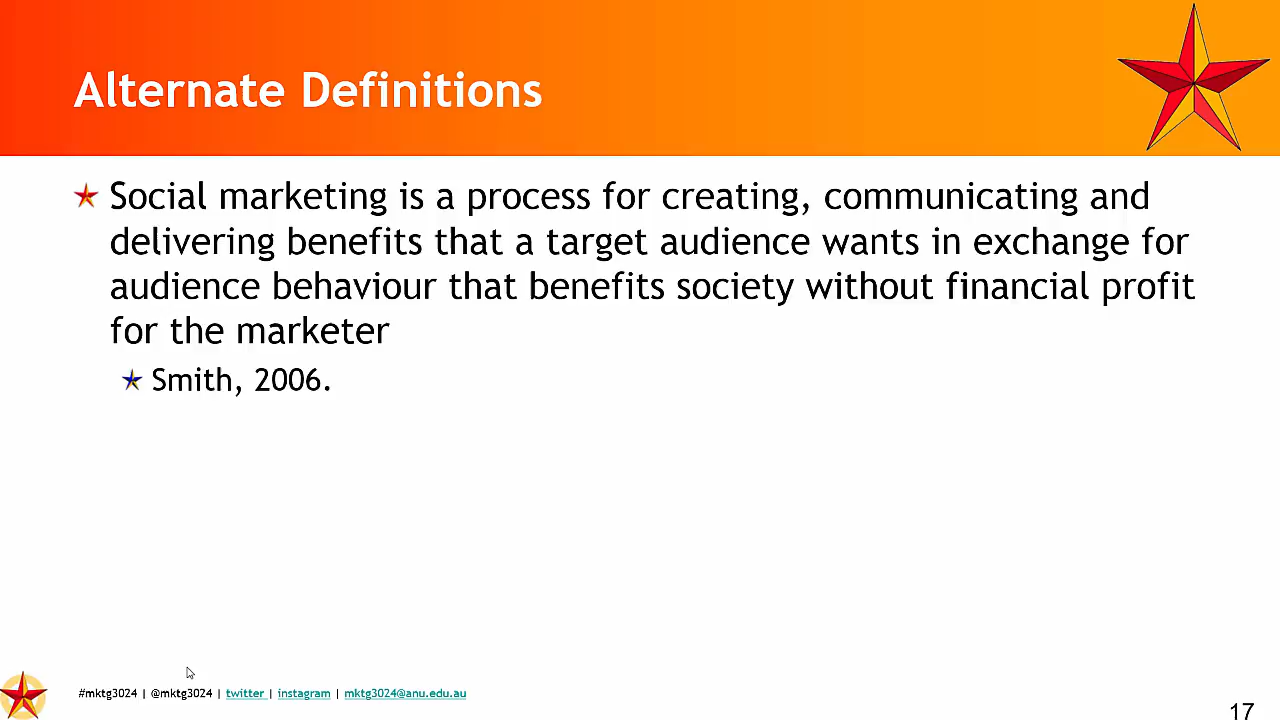 Alternate Definitions
Social marketing is a process for creating, communicating and
delivering benefits that a target audience wants in exchange for
audience behaviour that benefits society without financial profit
for the marketer
Smith, 2006.
#mktg3024 | @mktg3024 | twitter | instagram | mktg3024@anu.edu.au
17